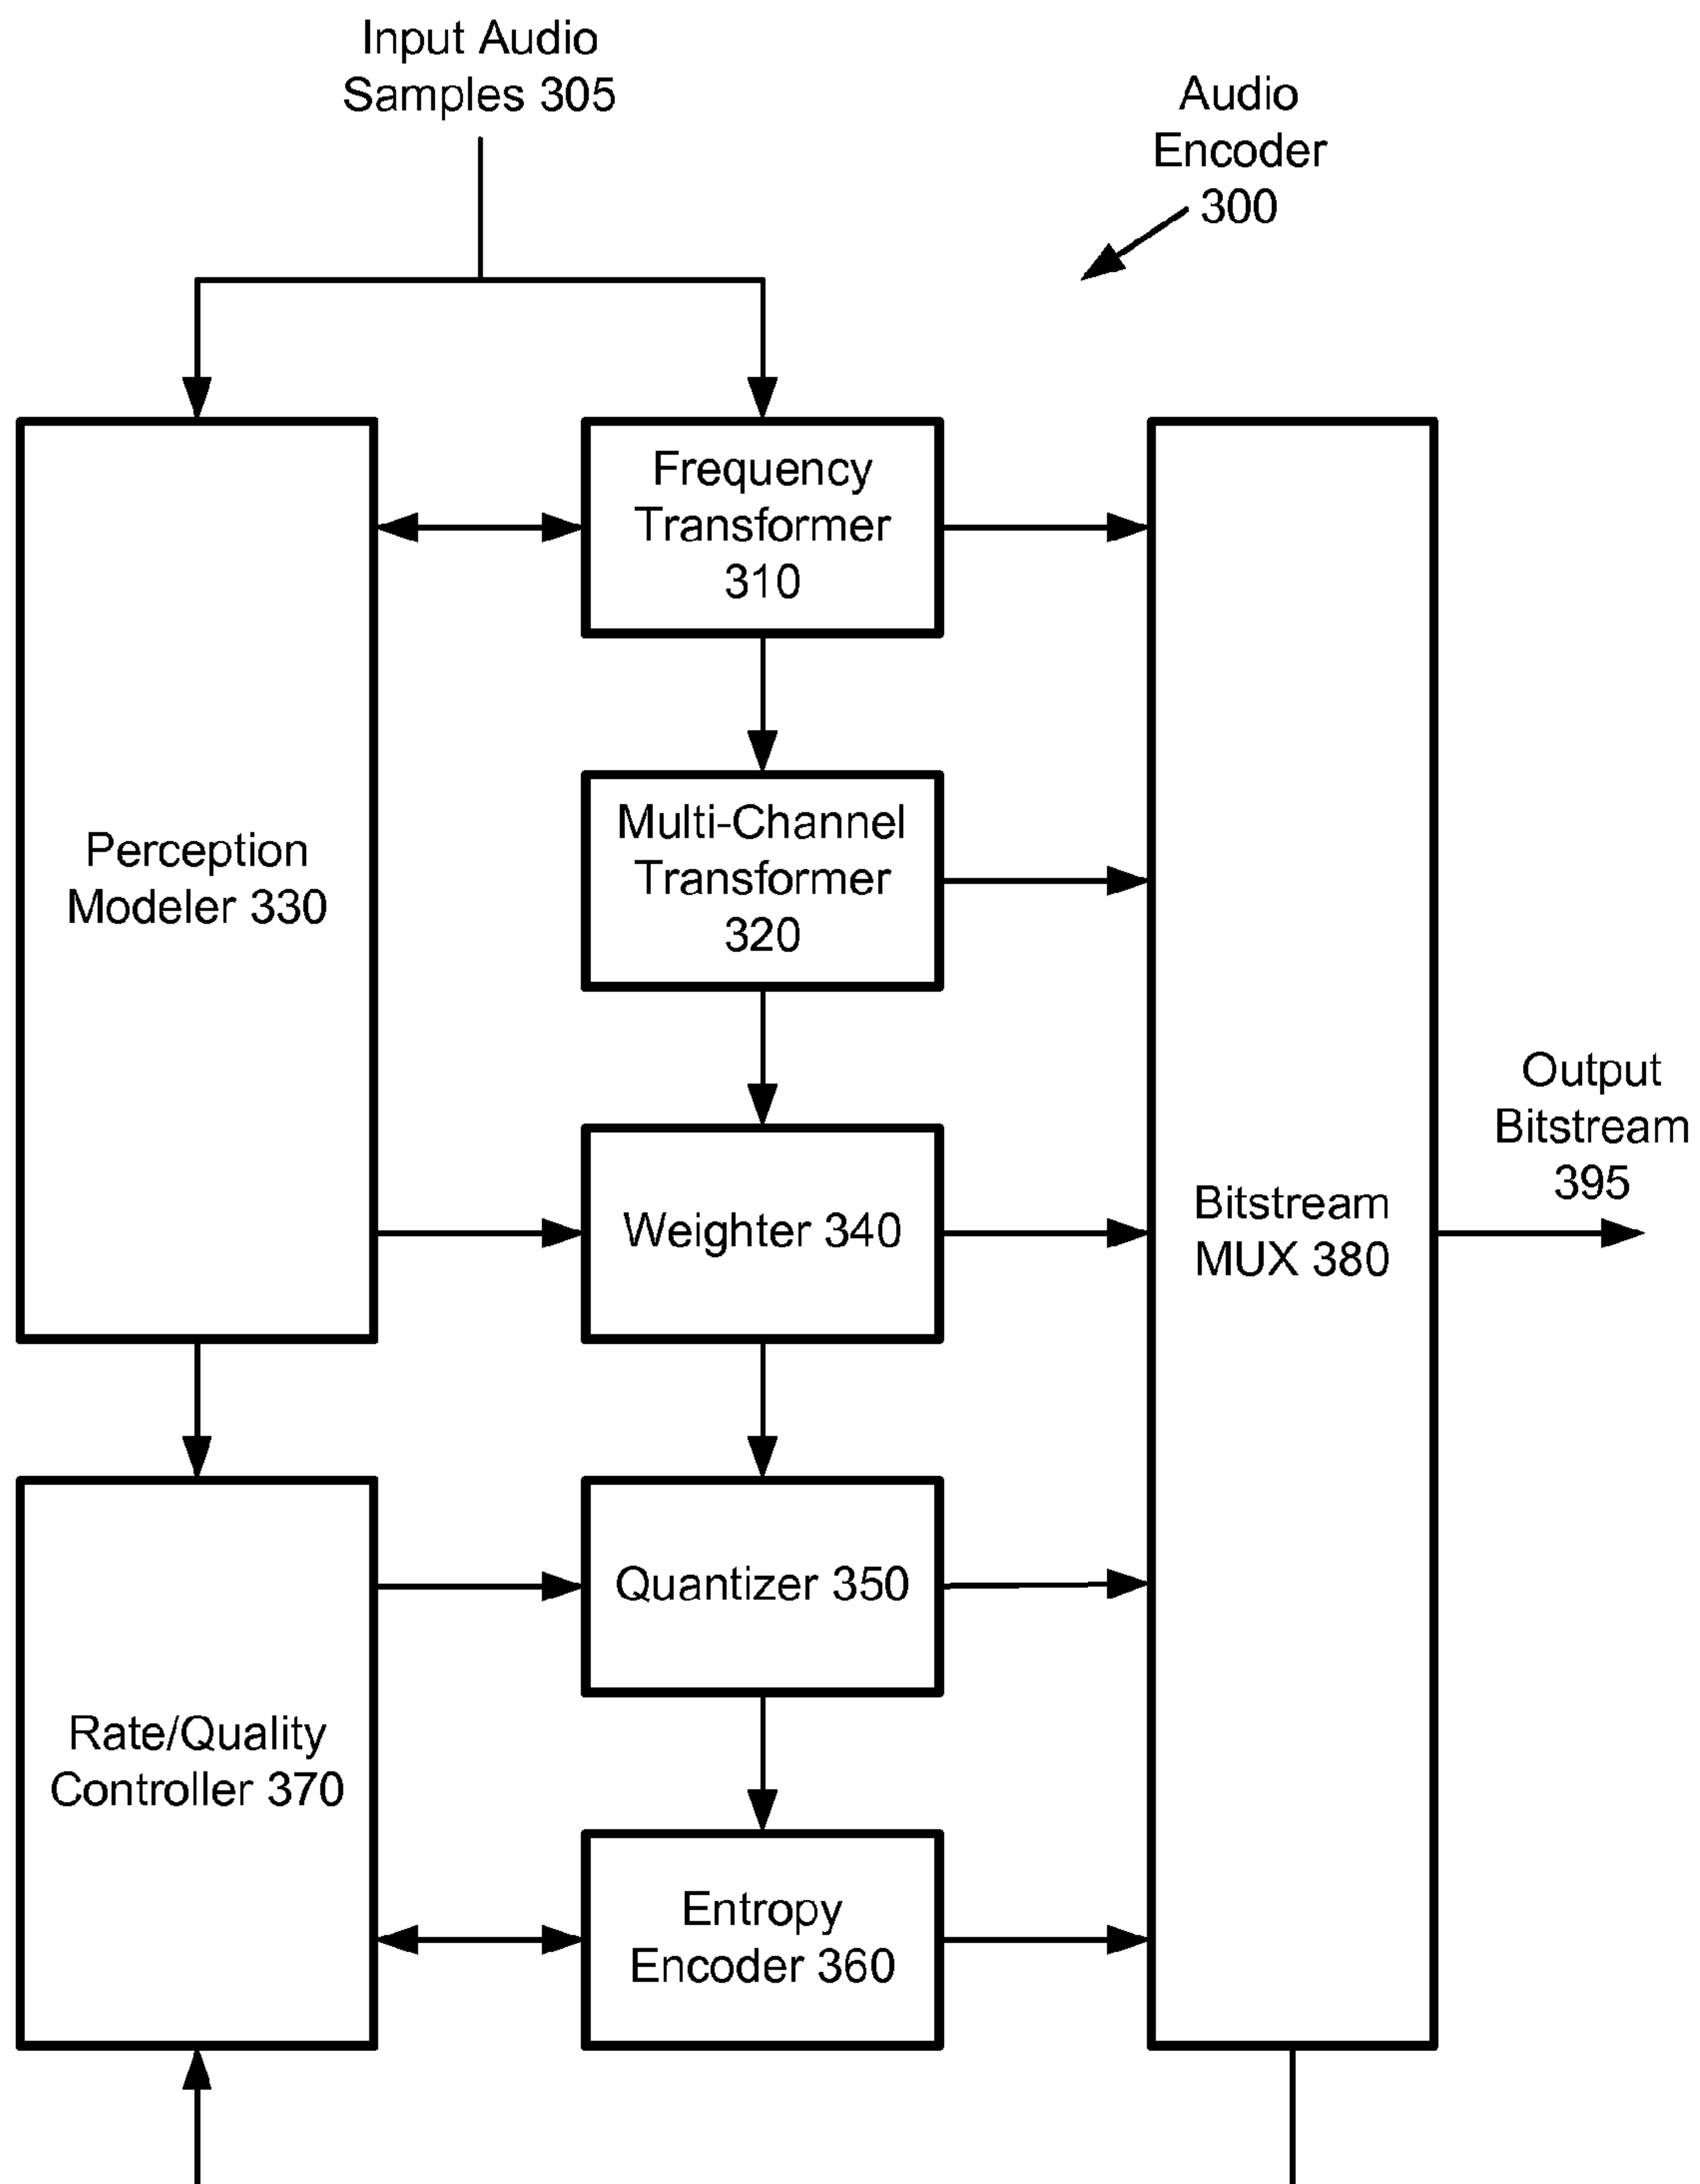 Input Audio
Samples 305
Audio
Encoder
300
Frequency
Transformer
310
Multi-Channel
Transformer
320
Perception
Modeler 330
Output
Bitstream
395
Weighter 340
Bitstream
MUX 380
Quantizer 350
Rate/Quality
Controller 370
Entropy
Encoder 360